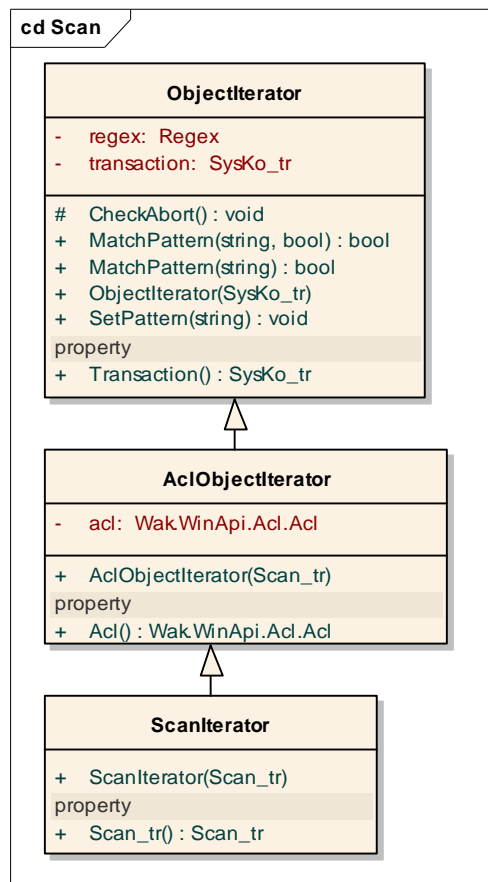 cd Scan
ObjectIterator
- regex: Regex
- transaction: SysKo_tr
# CheckAbort() : void
+ MatchPattern(string, bool) : bool
+ MatchPattern(string) : bool
+ ObjectIterator(SysKo_tr)
+ SetPattern(string) : void
property
+ Transaction() : SysKo_tr
AclObjectIterator
- acl: Wak.WinApi.Acl.Acl
+ AclObjectIterator(Scan_tr)
property
+ Acl() : Wak.WinApi.Acl.Acl
ScanIterator
+ ScanIterator(Scan_tr)
property
+ Scan_tr() : Scan_tr